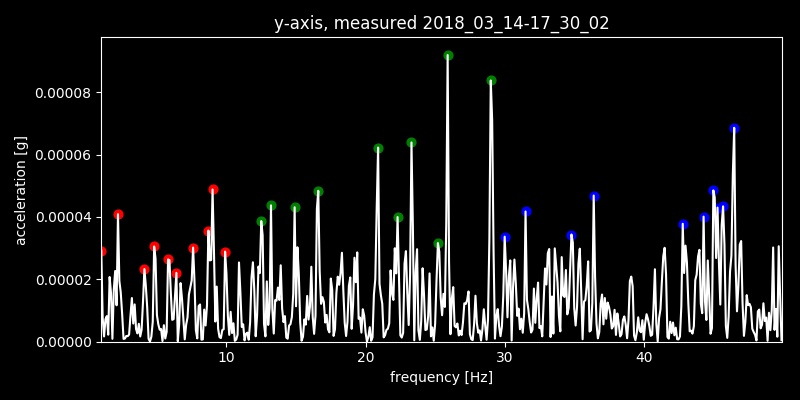 y-axis, measured 2018_03_14-17_30_02
acceleration [g]
0.00008
0.00006
0.00004
0.00002
0.00000
10 20 30 40
frequency [Hz]